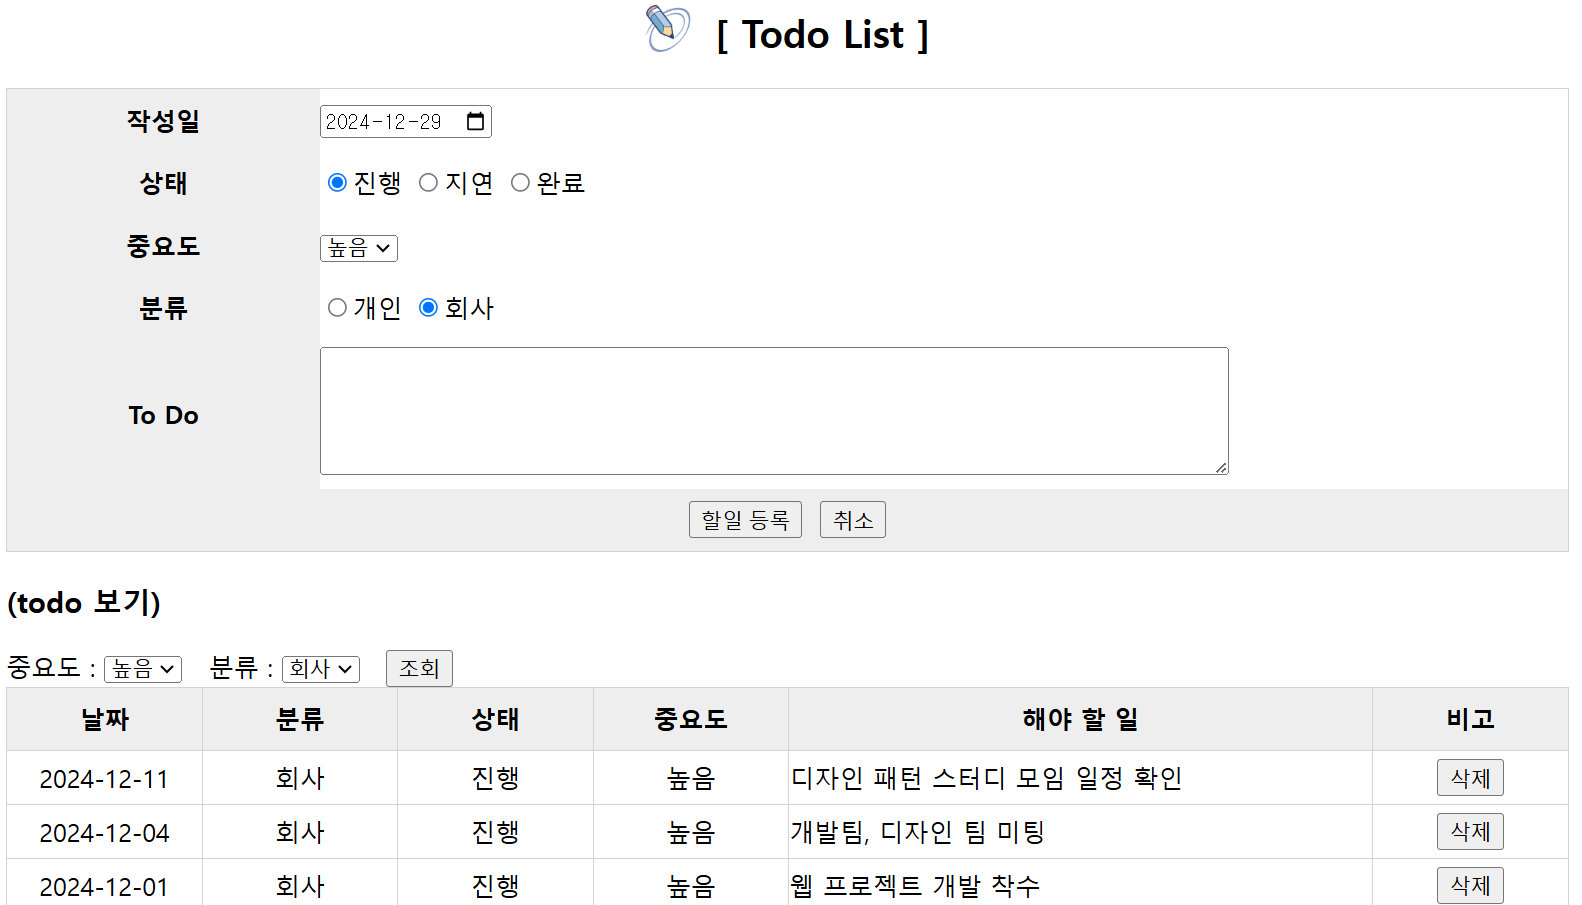 [ Todo List ]
작성일 2024-12-29
상태 진행 지연 완료
중요도 높음
분류 개인 회사
To Do
할일 등록 취소
(todo 보기)
중요도 : 높음 분류 : 회사 조회
날짜 분류 상태 중요도 해야 할 일 비고
2024-12-11 회사 진행 높음 디자인 패턴 스터디 모임 일정 확인 삭제
2024-12-04 회사 진행 높음 개발팀, 디자인 팀 미팅 삭제
2024-12-01 회사 진행 높음 웹 프로젝트 개발 착수 삭제